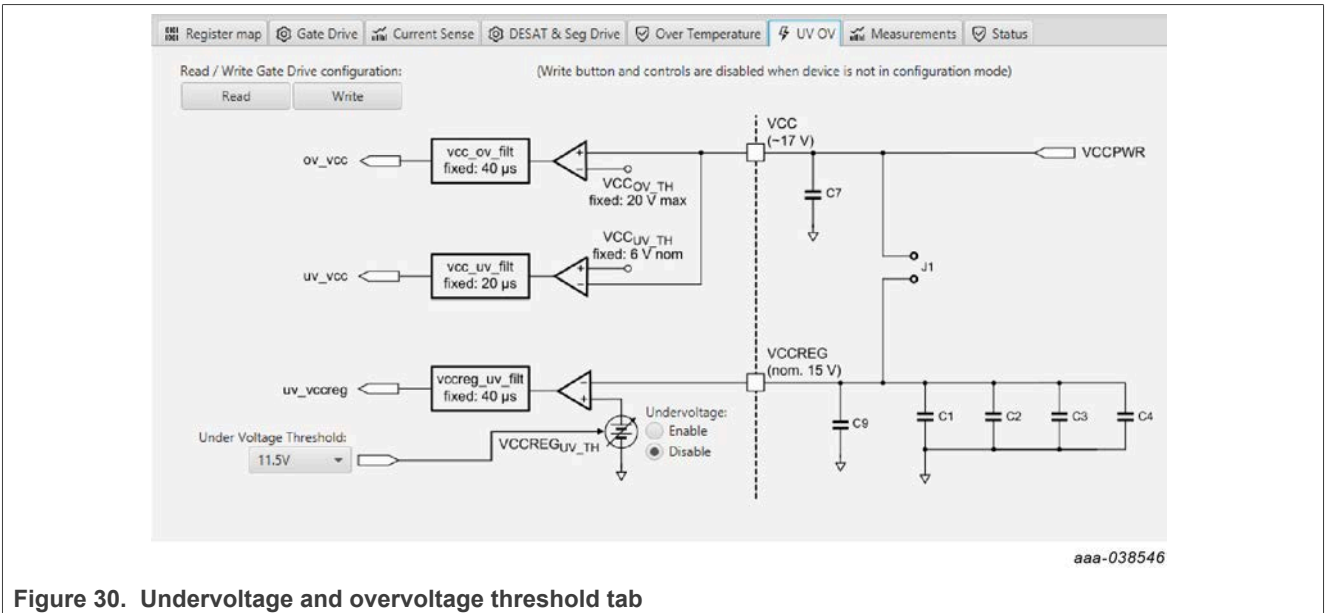 Register map Gate Drive Current Sense DESAT & Seg Drive Over Temperature UV OV Measurements Status
Read / Write Gate Drive configuration:
(Write button and controls are disabled when device is not in configuration mode)
Read Write
VCC
(~17 V)
ov_vcc
vcc_ov_filt
fixed: 40 µs
+
−
VCCOV_TH
fixed: 20 V max
VCCPWR
C7
VCCUV_TH
fixed: 6 V nom
uv_vcc
vcc_uv_filt
fixed: 20 µs
+
−
J1
VCCREG
(nom. 15 V)
uv_vccreg
vccreg_uv_filt
fixed: 40 µs
−
+
Undervoltage:
Enable
Disable
Under Voltage Threshold:
11.5V
VCCREGUV_TH
C9
C1
C2
C3
C4
aaa-038546
Figure 30. Undervoltage and overvoltage threshold tab